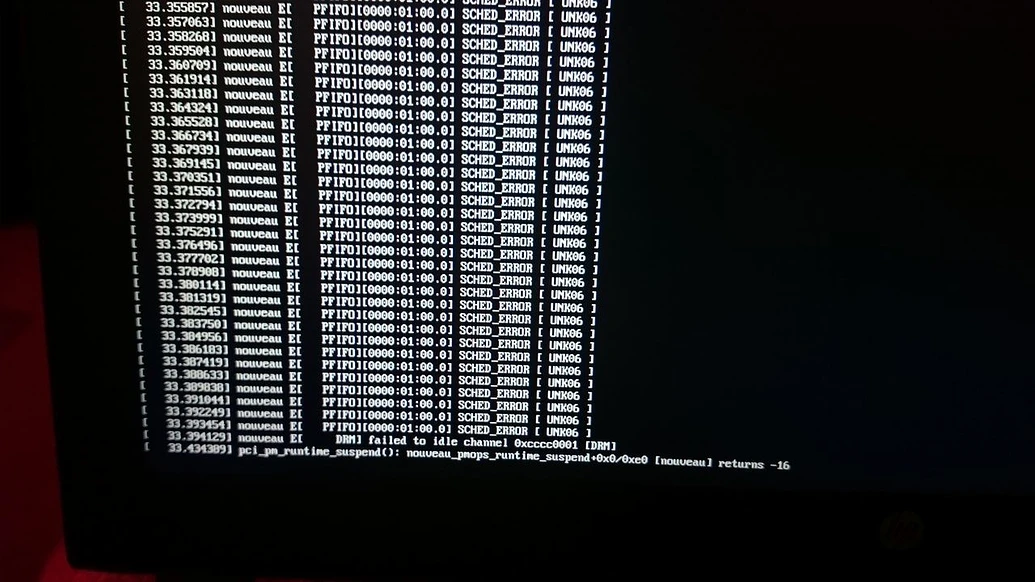 [ 33.355857] nouveau E[ PFIFO][0000:01:00.0] SCHED_ERROR [ UNK06 ]
[ 33.357063] nouveau E[ PFIFO][0000:01:00.0] SCHED_ERROR [ UNK06 ]
[ 33.358268] nouveau E[ PFIFO][0000:01:00.0] SCHED_ERROR [ UNK06 ]
[ 33.359504] nouveau E[ PFIFO][0000:01:00.0] SCHED_ERROR [ UNK06 ]
[ 33.360709] nouveau E[ PFIFO][0000:01:00.0] SCHED_ERROR [ UNK06 ]
[ 33.361914] nouveau E[ PFIFO][0000:01:00.0] SCHED_ERROR [ UNK06 ]
[ 33.363118] nouveau E[ PFIFO][0000:01:00.0] SCHED_ERROR [ UNK06 ]
[ 33.364324] nouveau E[ PFIFO][0000:01:00.0] SCHED_ERROR [ UNK06 ]
[ 33.365528] nouveau E[ PFIFO][0000:01:00.0] SCHED_ERROR [ UNK06 ]
[ 33.366734] nouveau E[ PFIFO][0000:01:00.0] SCHED_ERROR [ UNK06 ]
[ 33.367939] nouveau E[ PFIFO][0000:01:00.0] SCHED_ERROR [ UNK06 ]
[ 33.369145] nouveau E[ PFIFO][0000:01:00.0] SCHED_ERROR [ UNK06 ]
[ 33.370351] nouveau E[ PFIFO][0000:01:00.0] SCHED_ERROR [ UNK06 ]
[ 33.371556] nouveau E[ PFIFO][0000:01:00.0] SCHED_ERROR [ UNK06 ]
[ 33.372794] nouveau E[ PFIFO][0000:01:00.0] SCHED_ERROR [ UNK06 ]
[ 33.373999] nouveau E[ PFIFO][0000:01:00.0] SCHED_ERROR [ UNK06 ]
[ 33.375291] nouveau E[ PFIFO][0000:01:00.0] SCHED_ERROR [ UNK06 ]
[ 33.376496] nouveau E[ PFIFO][0000:01:00.0] SCHED_ERROR [ UNK06 ]
[ 33.377702] nouveau E[ PFIFO][0000:01:00.0] SCHED_ERROR [ UNK06 ]
[ 33.378908] nouveau E[ PFIFO][0000:01:00.0] SCHED_ERROR [ UNK06 ]
[ 33.380114] nouveau E[ PFIFO][0000:01:00.0] SCHED_ERROR [ UNK06 ]
[ 33.381319] nouveau E[ PFIFO][0000:01:00.0] SCHED_ERROR [ UNK06 ]
[ 33.382545] nouveau E[ PFIFO][0000:01:00.0] SCHED_ERROR [ UNK06 ]
[ 33.383750] nouveau E[ PFIFO][0000:01:00.0] SCHED_ERROR [ UNK06 ]
[ 33.384956] nouveau E[ PFIFO][0000:01:00.0] SCHED_ERROR [ UNK06 ]
[ 33.386183] nouveau E[ PFIFO][0000:01:00.0] SCHED_ERROR [ UNK06 ]
[ 33.387419] nouveau E[ PFIFO][0000:01:00.0] SCHED_ERROR [ UNK06 ]
[ 33.388633] nouveau E[ PFIFO][0000:01:00.0] SCHED_ERROR [ UNK06 ]
[ 33.389838] nouveau E[ PFIFO][0000:01:00.0] SCHED_ERROR [ UNK06 ]
[ 33.391044] nouveau E[ PFIFO][0000:01:00.0] SCHED_ERROR [ UNK06 ]
[ 33.392249] nouveau E[ PFIFO][0000:01:00.0] SCHED_ERROR [ UNK06 ]
[ 33.393454] nouveau E[ PFIFO][0000:01:00.0] SCHED_ERROR [ UNK06 ]
[ 33.394129] nouveau E[ DRM] failed to idle channel 0xcccc0001 [DRM]
[ 33.434389] pci_pm_runtime_suspend(): nouveau_pmops_runtime_suspend+0x0/0xe0 [nouveau] returns -16
hp